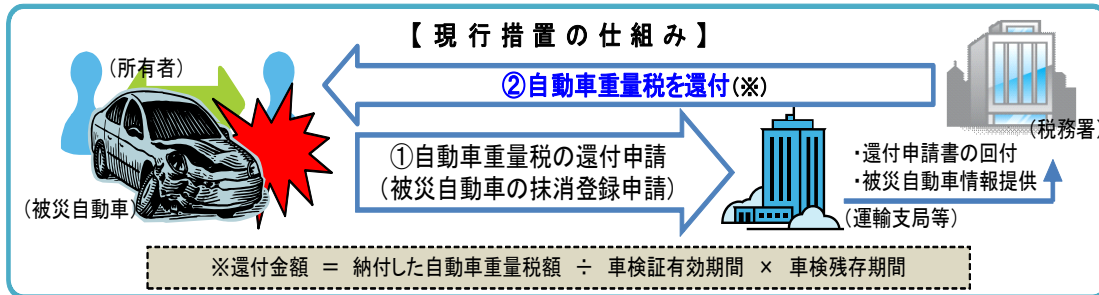 【現行措置の仕組み】
(所有者)
②自動車重量税を還付(※)
(税務署)
①自動車重量税の還付申請
(被災自動車の抹消登録申請)
・還付申請書の回付
・被災自動車情報提供
(被災自動車)
(運輸支局等)
※還付金額 = 納付した自動車重量税額 ÷ 車検証有効期間 × 車検残存期間